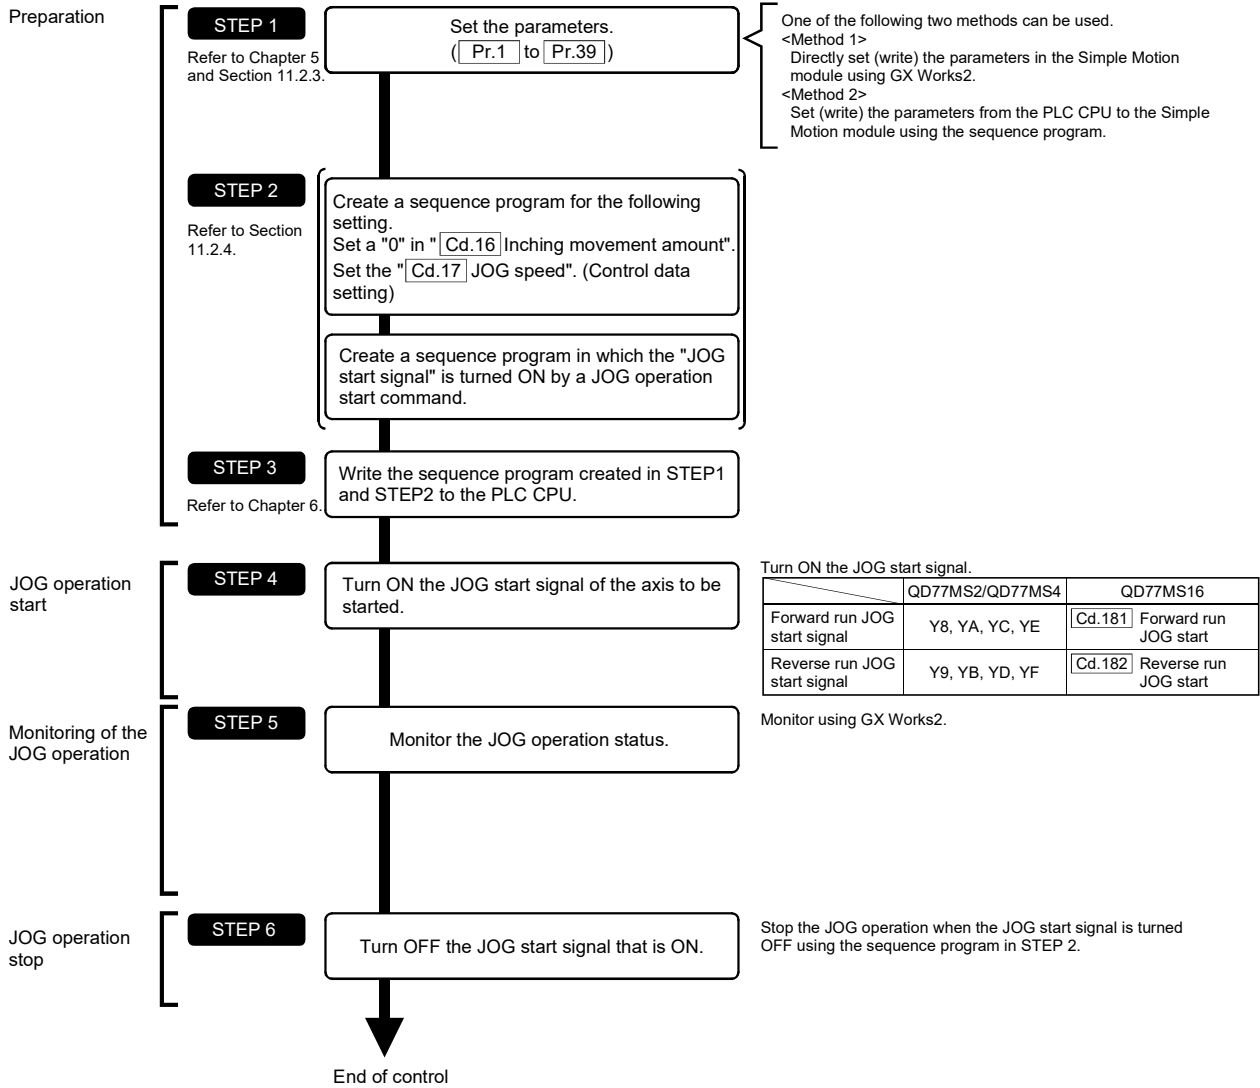 Preparation
STEP 1
Refer to Chapter 5
and Section 11.2.3.
Set the parameters.
( Pr.1 to Pr.39 )
One of the following two methods can be used.
<Method 1>
Directly set (write) the parameters in the Simple Motion
module using GX Works2.
<Method 2>
Set (write) the parameters from the PLC CPU to the Simple
Motion module using the sequence program.
STEP 2
Refer to Section
11.2.4.
Create a sequence program for the following
setting.
Set a "0" in " Cd.16 Inching movement amount".
Set the " Cd.17 JOG speed". (Control data
setting)
Create a sequence program in which the "JOG
start signal" is turned ON by a JOG operation
start command.
STEP 3
Refer to Chapter 6.
Write the sequence program created in STEP1
and STEP2 to the PLC CPU.
JOG operation
start
STEP 4
Turn ON the JOG start signal of the axis to be
started.
Turn ON the JOG start signal.
QD77MS2/QD77MS4 QD77MS16
Forward run JOG
start signal
Y8, YA, YC, YE
Cd.181 Forward run
JOG start
Reverse run JOG
start signal
Y9, YB, YD, YF
Cd.182 Reverse run
JOG start
Monitoring of the
JOG operation
STEP 5
Monitor the JOG operation status.
Monitor using GX Works2.
JOG operation
stop
STEP 6
Turn OFF the JOG start signal that is ON.
Stop the JOG operation when the JOG start signal is turned
OFF using the sequence program in STEP 2.
End of control